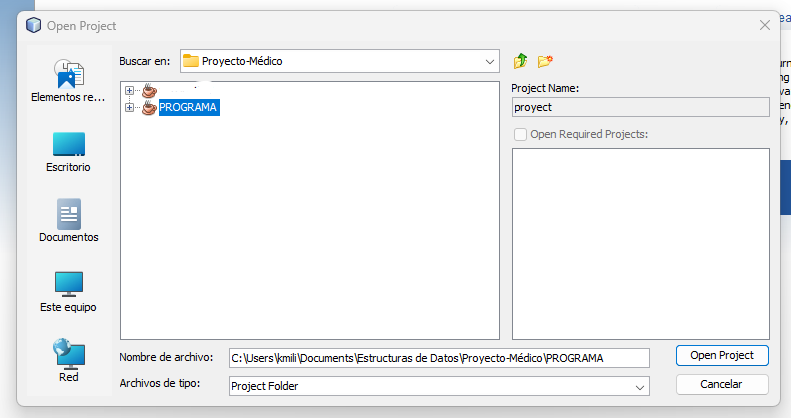 Open Project
Buscar en: Proyecto-Médico
Elementos re...
Escritorio
Documentos
Este equipo
Red
PROGRAMA
Project Name:
proyect
Open Required Projects:
Nombre de archivo: C:\Users\kmili\Documents\Estructuras de Datos\Proyecto-Médico\PROGRAMA
Archivos de tipo: Project Folder
Open Project
Cancelar